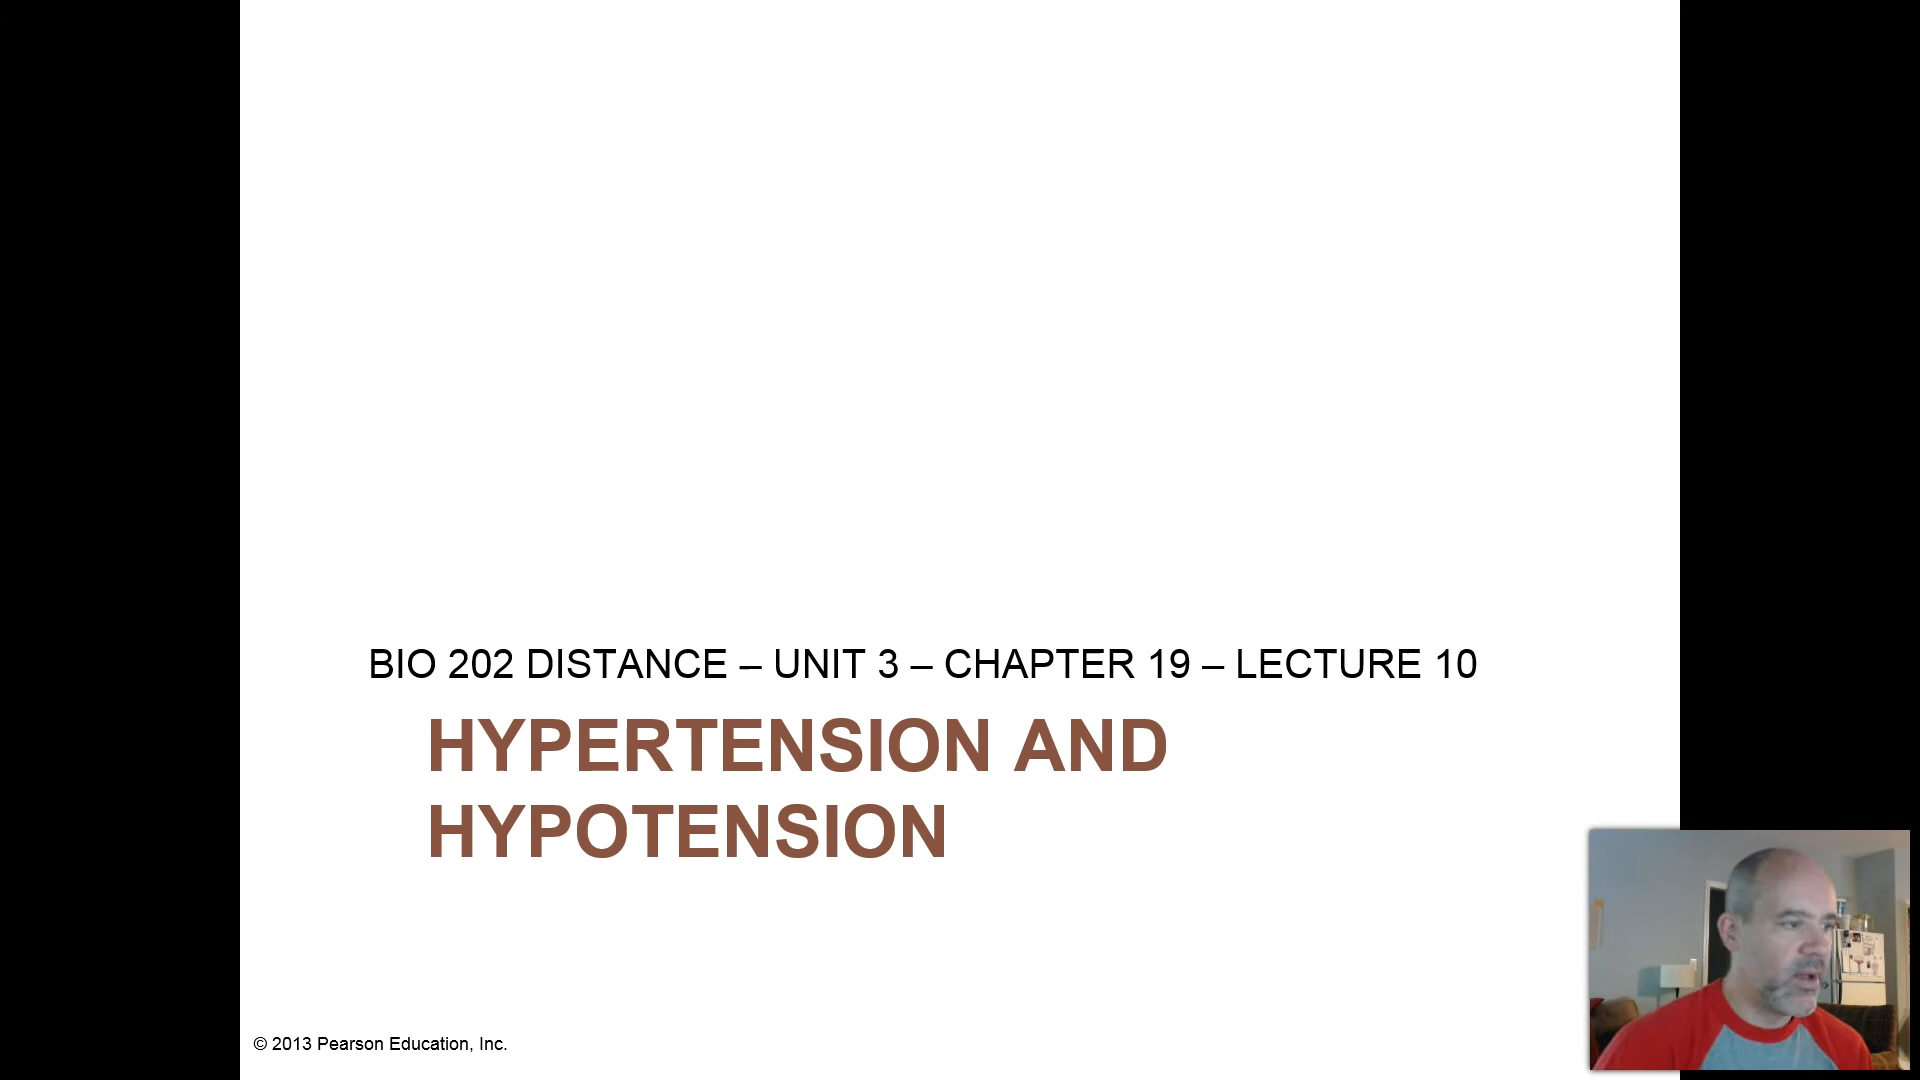 BIO 202 DISTANCE – UNIT 3 – CHAPTER 19 – LECTURE 10
HYPERTENSION AND
HYPOTENSION
© 2013 Pearson Education, Inc.